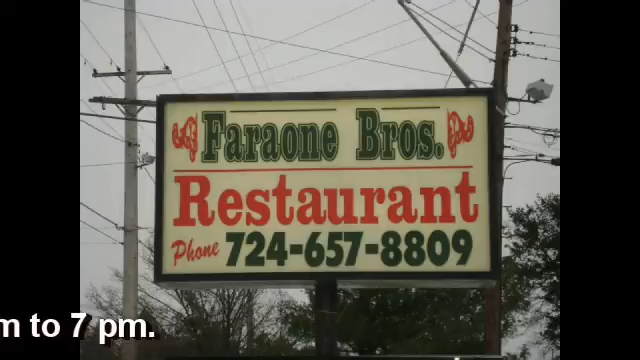 Faraone Bros.
Restaurant
Phone 724-657-8809
m to 7 pm.